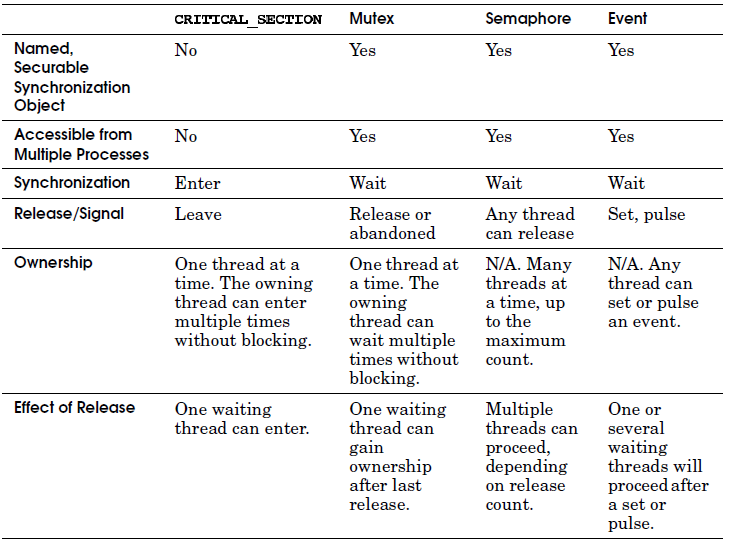 CRITICAL_SECTION Mutex Semaphore Event
Named,
Securable
Synchronization
Object
No
Yes
Yes
Yes
Accessible from
Multiple Processes
No
Yes
Yes
Yes
Synchronization
Enter
Wait
Wait
Wait
Release/Signal
Leave
Release or
abandoned
Any thread
can release
Set, pulse
Ownership
One thread at a
time. The owning
thread can enter
multiple times
without blocking.
One thread at
a time. The
owning
thread can
wait multiple
times without
blocking.
N/A. Many
threads at
a time, up
to the
maximum
count.
N/A. Any
thread can
set or pulse
an event.
Effect of Release
One waiting
thread can enter.
One waiting
thread can
gain
ownership
after last
release.
Multiple
threads can
proceed,
depending
on release
count.
One or
several
waiting
threads will
proceed after
a set or
pulse.